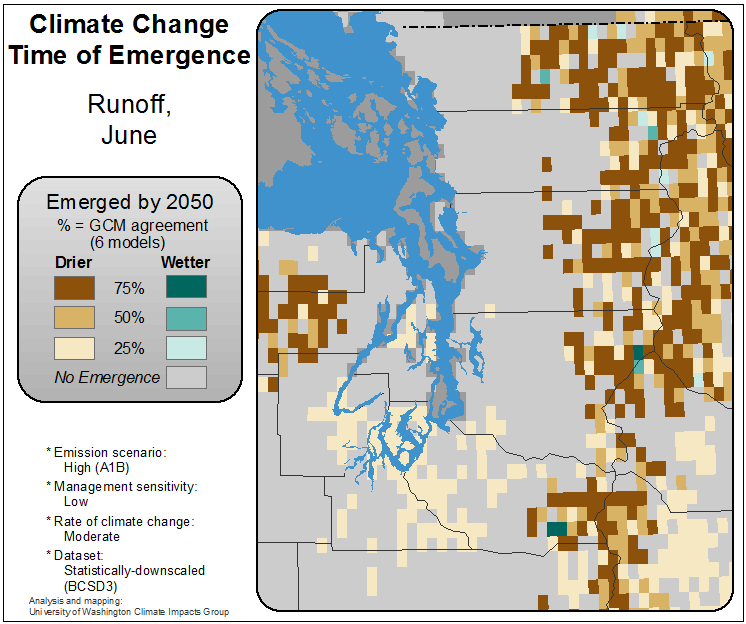 Climate Change
Time of Emergence
Runoff,
June
Emerged by 2050
% = GCM agreement
(6 models)
Drier Wetter
75%
50%
25%
No Emergence
* Emission scenario:
High (A1B)
* Management sensitivity:
Low
* Rate of climate change:
Moderate
* Dataset:
Statistically-downscaled
(BCSD3)
Analysis and mapping:
University of Washington Climate Impacts Group